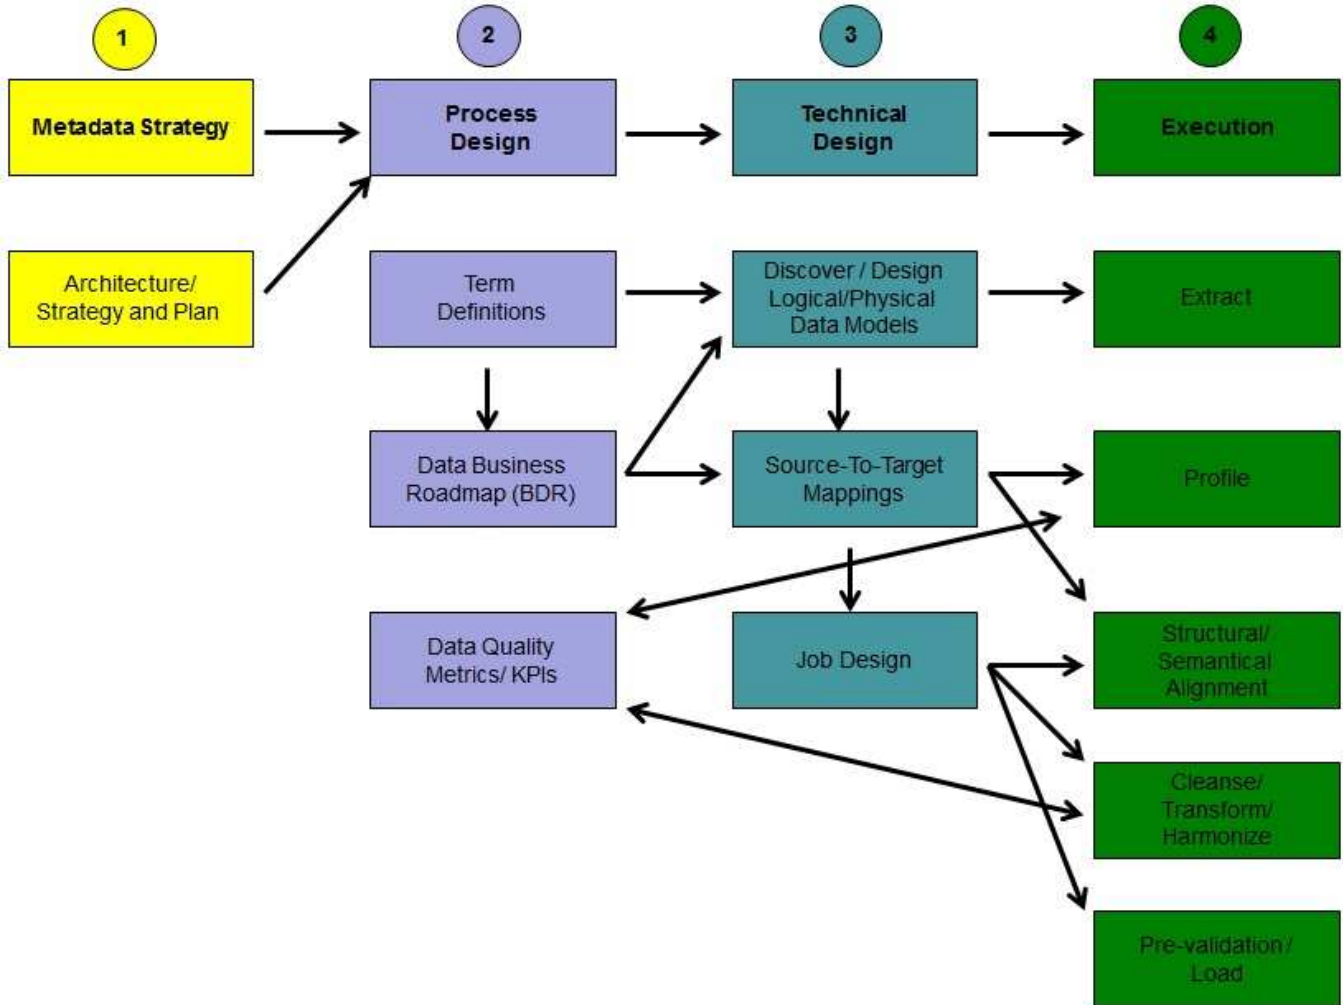 1
2
3
4
Metadata Strategy
Process
Design
Technical
Design
Execution
Architecture/
Strategy and Plan
Term
Definitions
Discover / Design
Logical/Physical
Data Models
Extract
Data Business
Roadmap (BDR)
Source-To-Target
Mappings
Profile
Data Quality
Metrics/ KPIs
Job Design
Structural/
Semantical
Alignment
Cleanse/
Transform/
Harmonize
Pre-validation /
Load